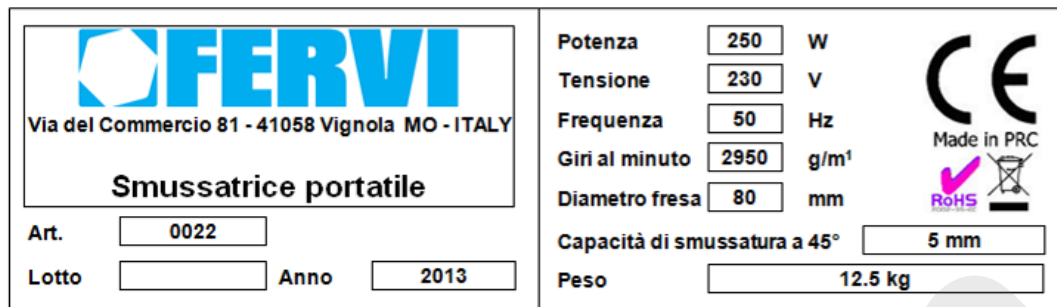 FERVI
Via del Commercio 81 - 41058 Vignola MO - ITALY
Smussatrice portatile
Art. 0022
Lotto Anno 2013
Potenza 250 W
Tensione 230 V
Frequenza 50 Hz
Giri al minuto 2950 g/m¹
Diametro fresa 80 mm
Capacità di smussatura a 45° 5 mm
Peso 12.5 kg
CE
Made in PRC
RoHS